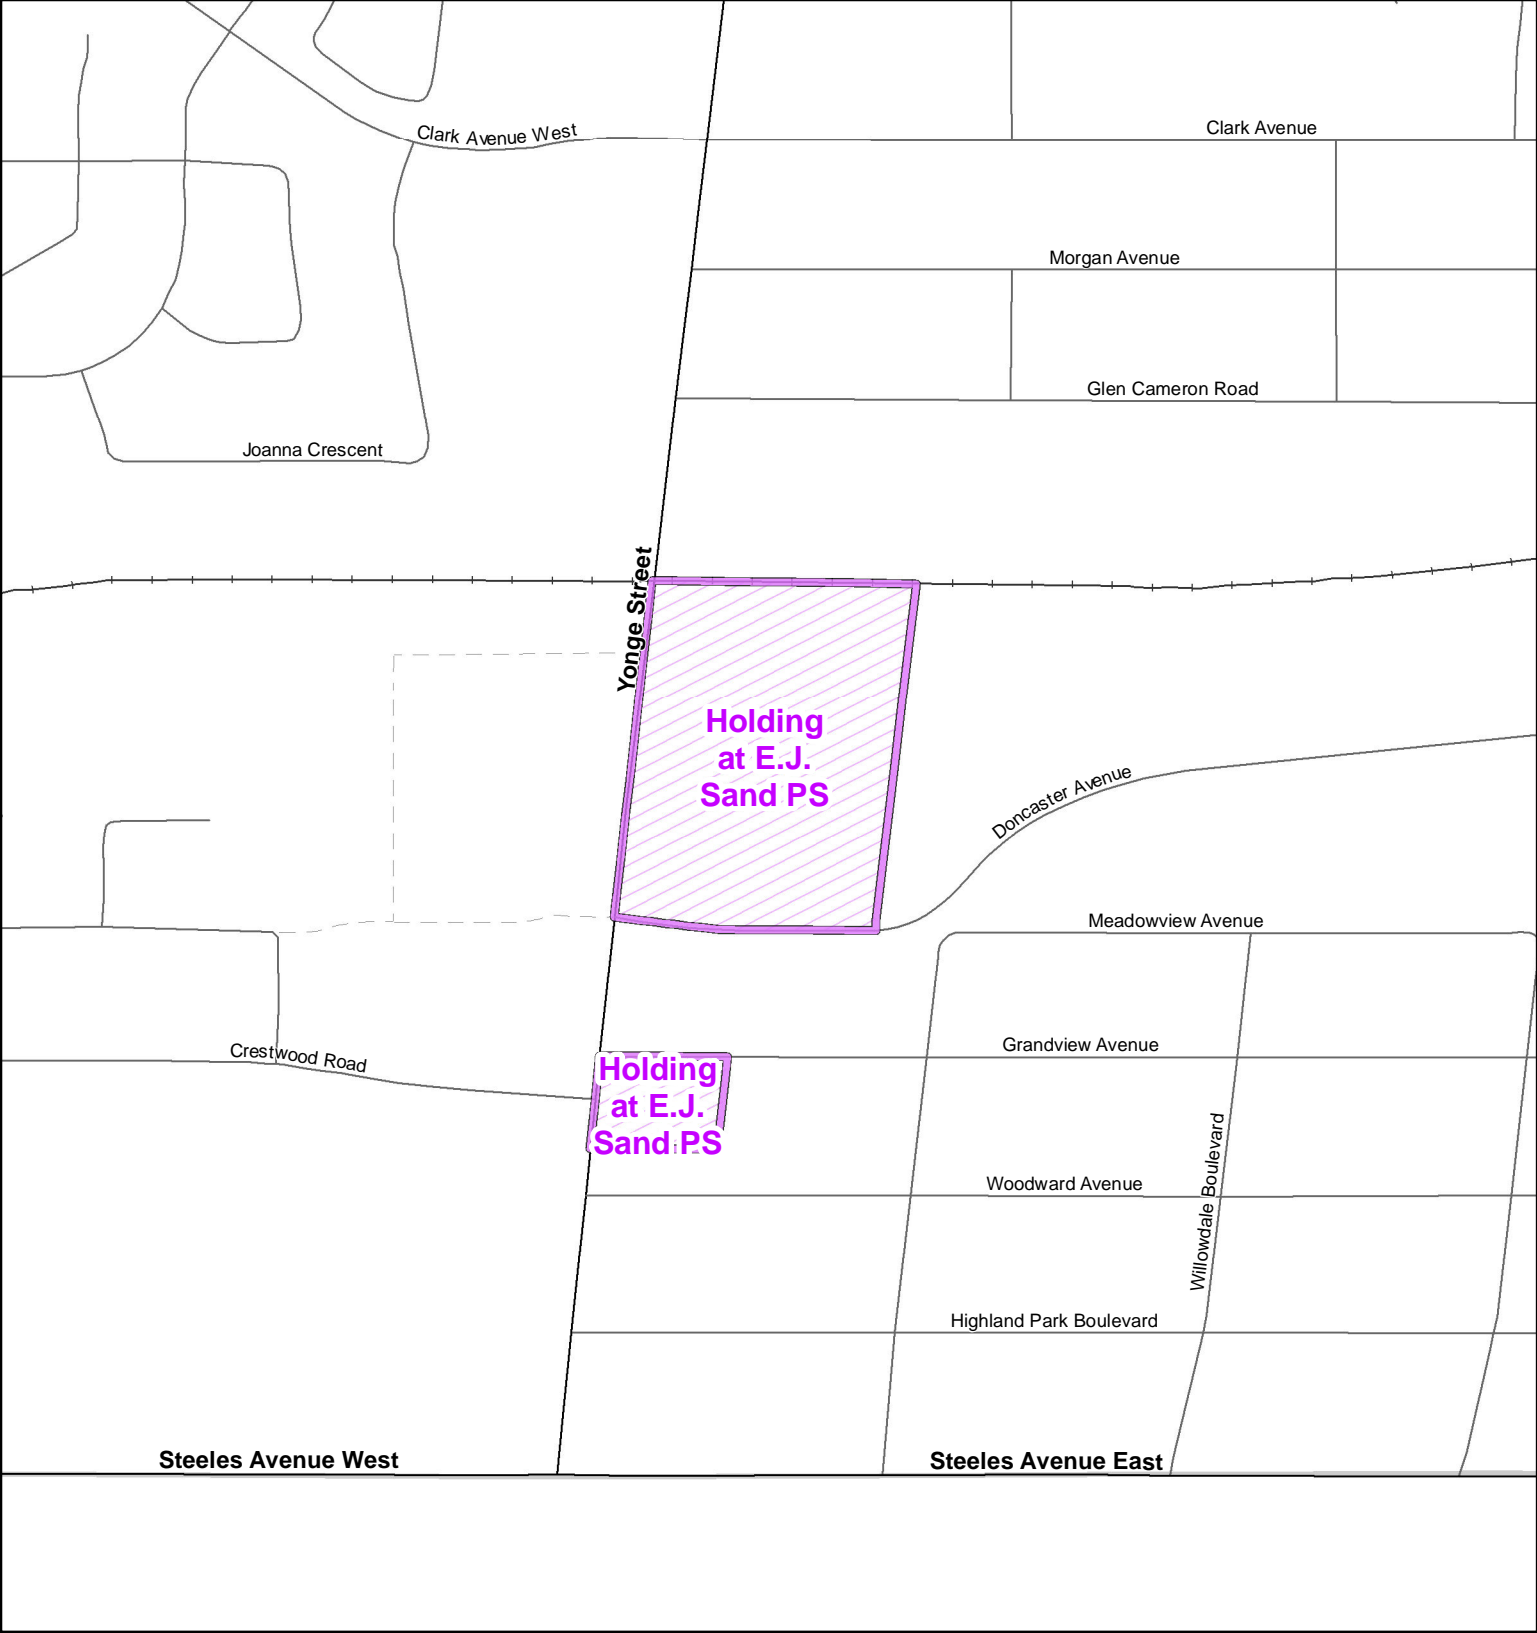 Clark Avenue West
Clark Avenue
Morgan Avenue
Glen Cameron Road
Joanna Crescent
Yonge Street
Holding
at E.J.
Sand PS
Doncaster Avenue
Meadowview Avenue
Crestwood Road
Grandview Avenue
Holding
at E.J.
Sand PS
Woodward Avenue
Willowdale Boulevard
Highland Park Boulevard
Steeles Avenue West
Steeles Avenue East